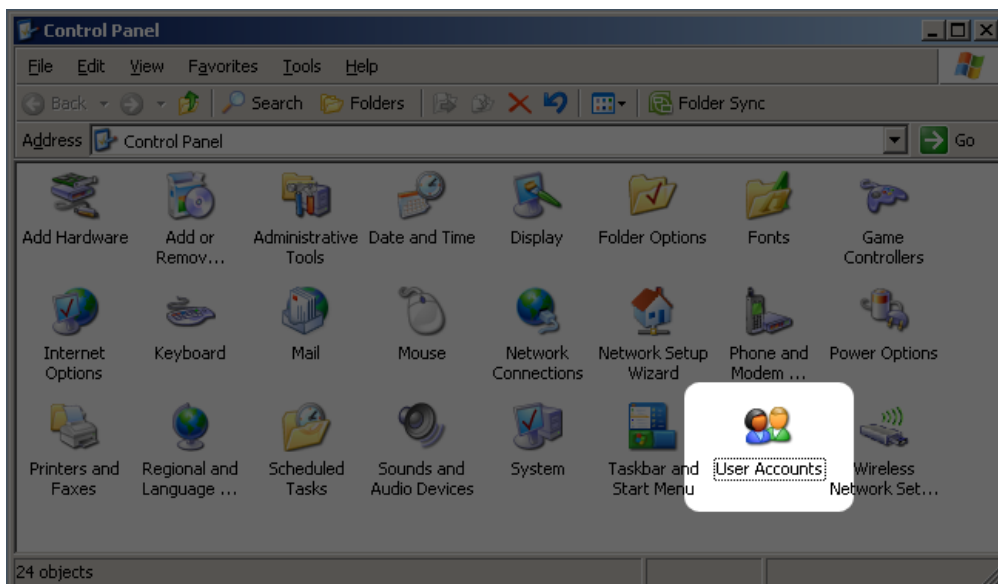 Control Panel
File Edit View Favorites Tools Help
Back Search Folders Folder Sync
Address Control Panel Go
Add Hardware
Add or
Remov...
Administrative
Tools
Date and Time
Display
Folder Options
Fonts
Game
Controllers
Internet
Options
Keyboard
Mail
Mouse
Network
Connections
Network Setup
Wizard
Phone and
Modem ...
Power Options
Printers and
Faxes
Regional and
Language ...
Scheduled
Tasks
Sounds and
Audio Devices
System
Taskbar and
Start Menu
User Accounts
Wireless
Network Set...
24 objects